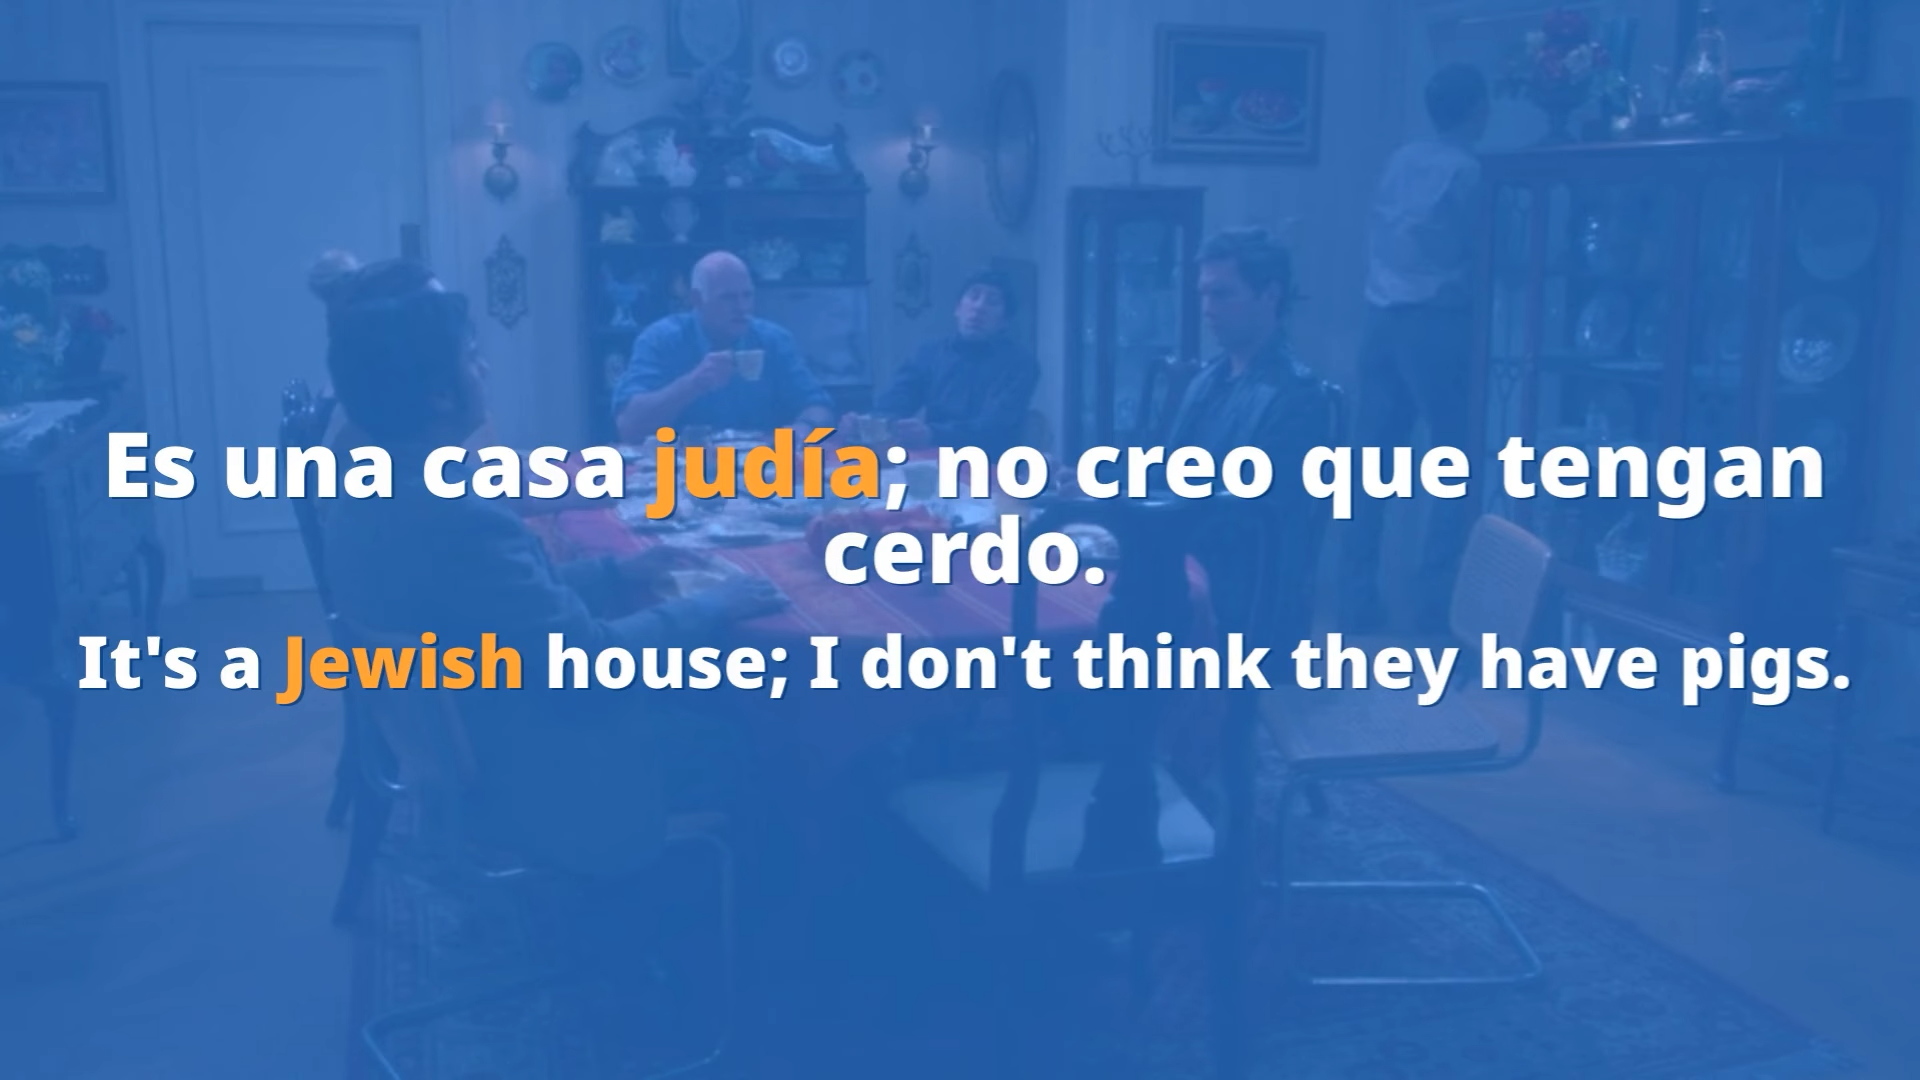 Es una casa judía; no creo que tengan
cerdo.
It's a Jewish house; I don't think they have pigs.